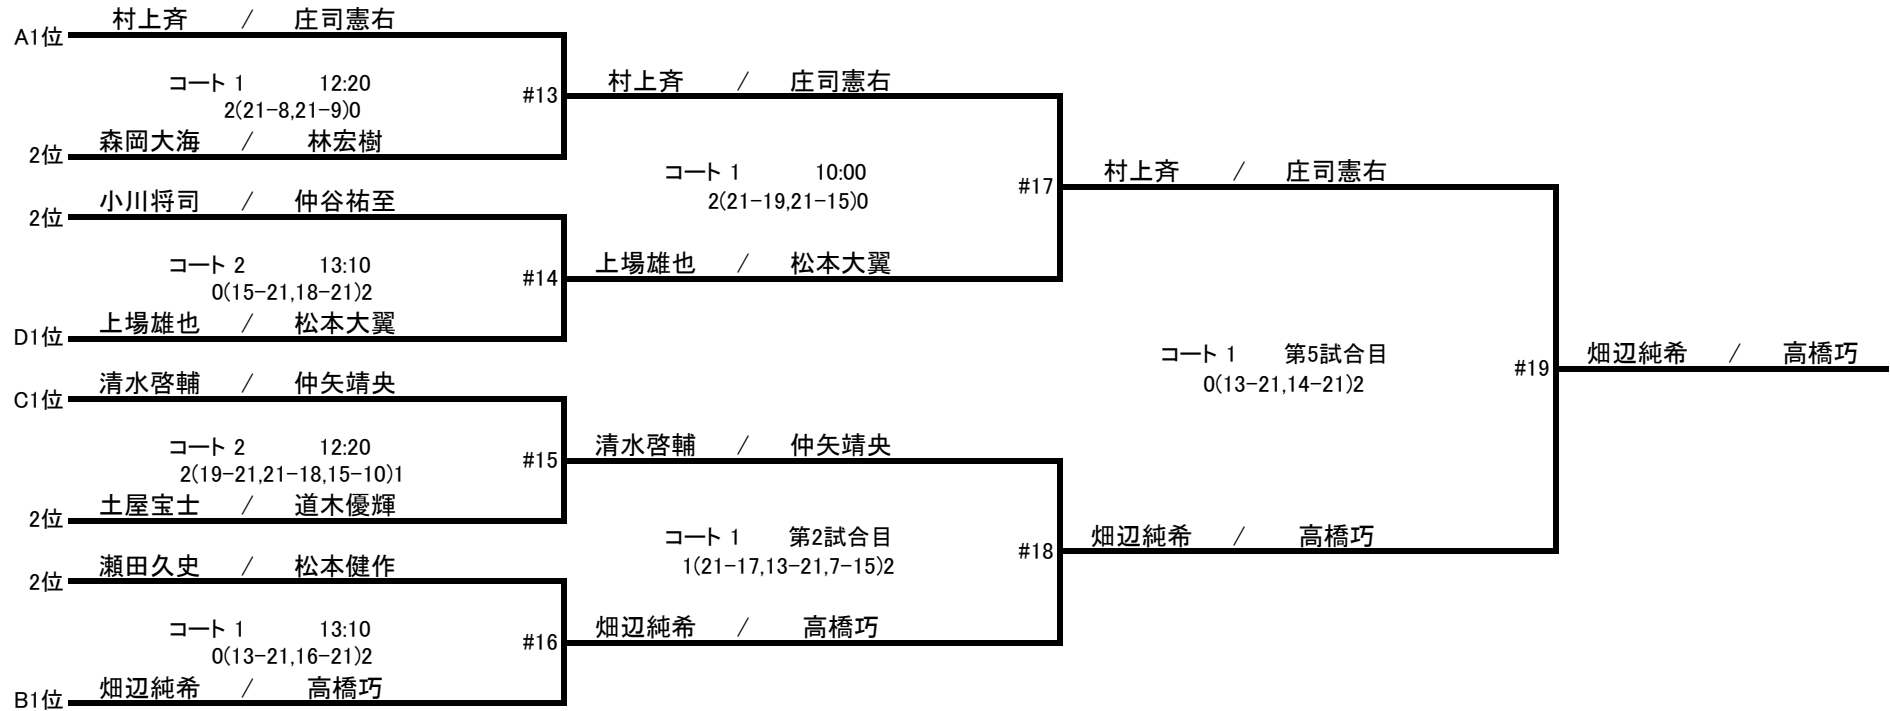 村上斉 / 庄司憲右
A1位
コート 1 12:20
2(21-8,21-9)0
#13
森岡大海 / 林宏樹
2位
小川将司 / 仲谷祐至
2位
コート 2 13:10
0(15-21,18-21)2
#14
上場雄也 / 松本大翼
D1位
清水啓輔 / 仲矢靖央
C1位
コート 2 12:20
2(19-21,21-18,15-10)1
#15
土屋宝士 / 道木優輝
2位
瀬田久史 / 松本健作
2位
コート 1 13:10
0(13-21,16-21)2
#16
畑辺純希 / 高橋巧
B1位
村上斉 / 庄司憲右
コート 1 10:00
2(21-19,21-15)0
#17
上場雄也 / 松本大翼
清水啓輔 / 仲矢靖央
コート 1 第2試合目
1(21-17,13-21,7-15)2
#18
畑辺純希 / 高橋巧
村上斉 / 庄司憲右
コート 1 第5試合目
0(13-21,14-21)2
#19
畑辺純希 / 高橋巧
畑辺純希 / 高橋巧